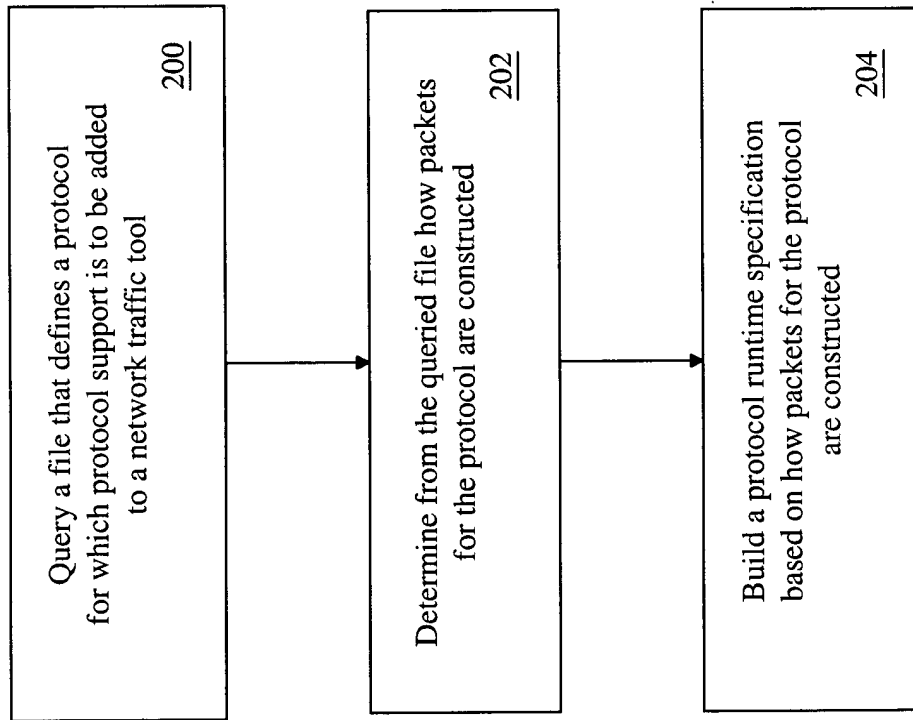 Query a file that defines a protocol
for which protocol support is to be added
to a network traffic tool
200
Determine from the queried file how packets
for the protocol are constructed
202
Build a protocol runtime specification
based on how packets for the protocol
are constructed
204